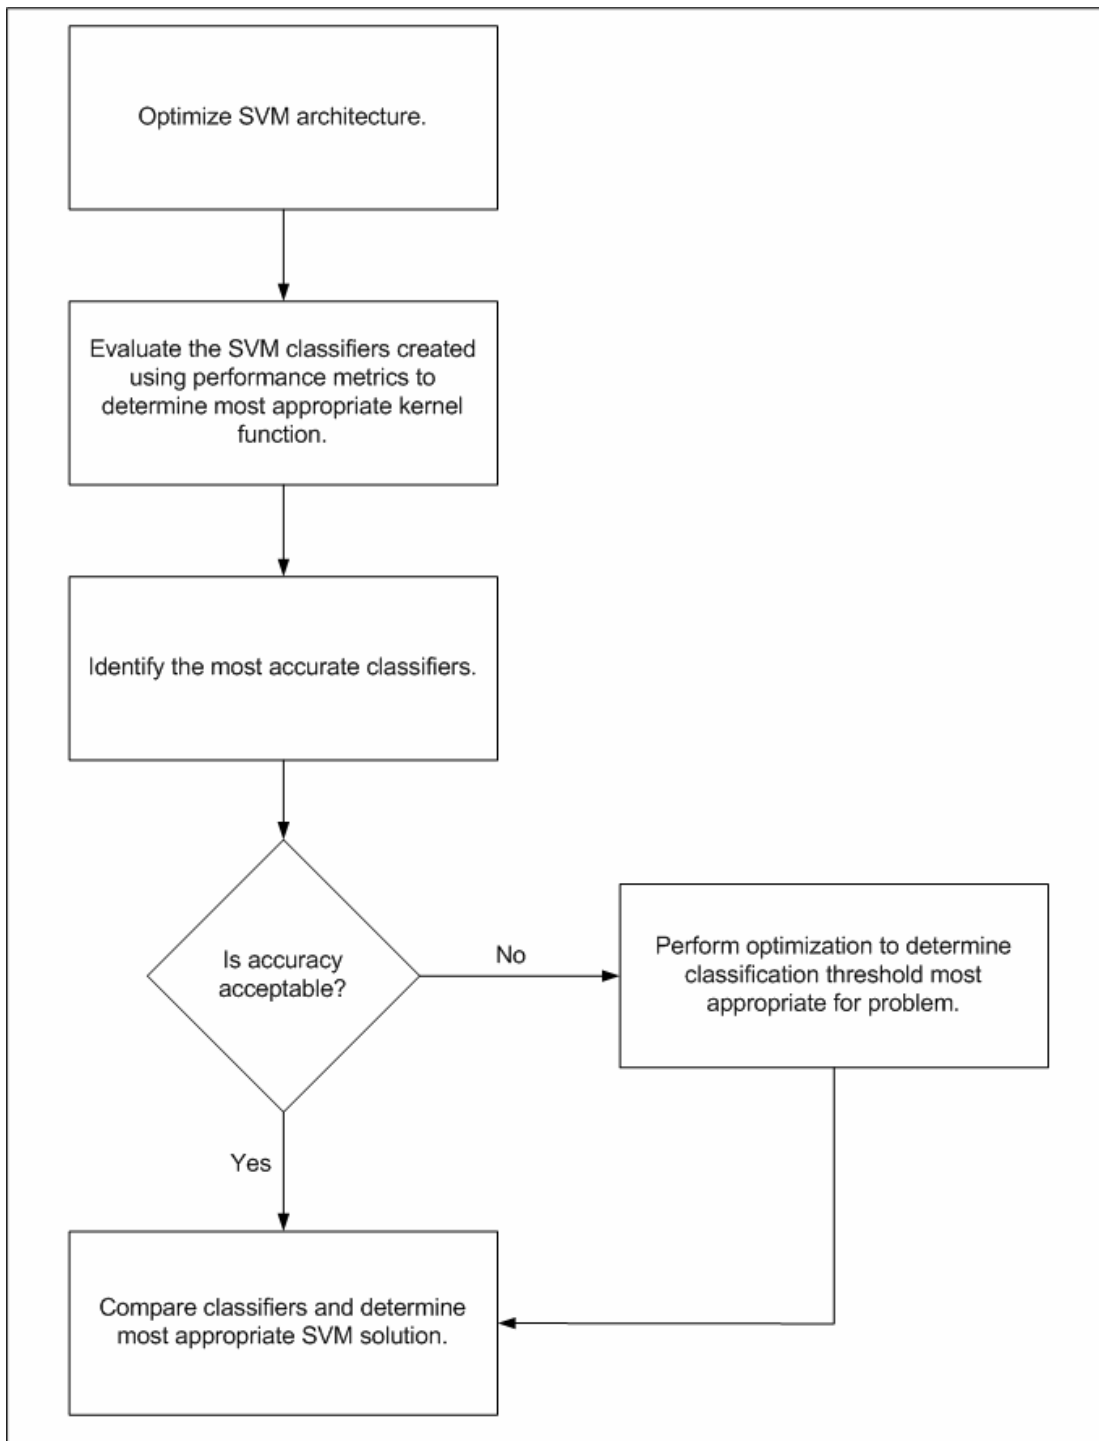 Optimize SVM architecture.
Evaluate the SVM classifiers created
using performance metrics to
determine most appropriate kernel
function.
Identify the most accurate classifiers.
Is accuracy
acceptable?
No
Perform optimization to determine
classification threshold most
appropriate for problem.
Yes
Compare classifiers and determine
most appropriate SVM solution.